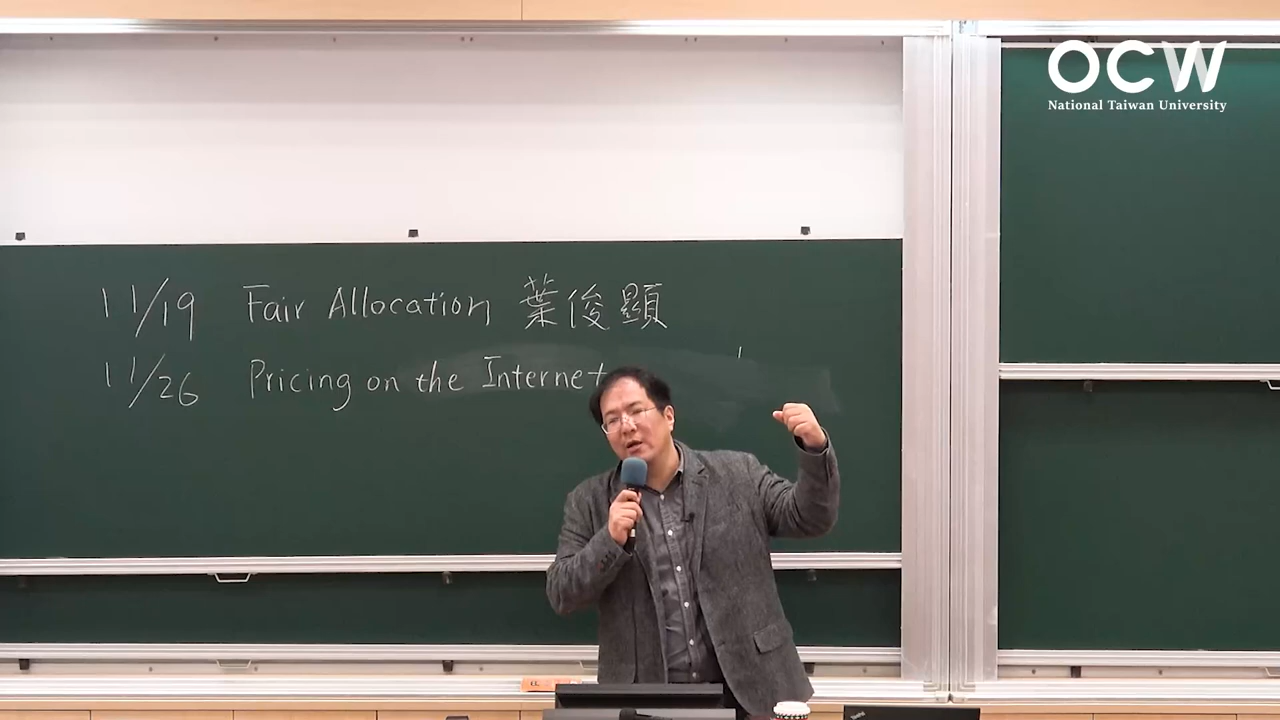 OCW
National Taiwan University
11/19 Fair Allocation 葉俊顯
11/26 Pricing on the Internet